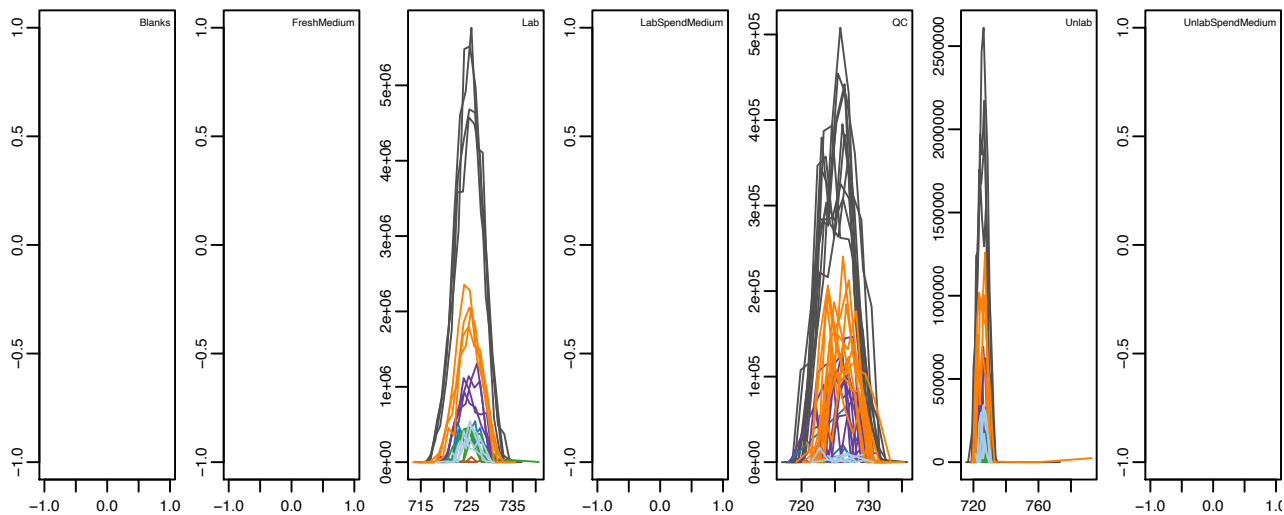 Blanks
1.0
0.5
0.0
−0.5
−1.0
−1.0 0.0 1.0
FreshMedium
1.0
0.5
0.0
−0.5
−1.0
−1.0 0.0 1.0
Lab
5e+06
4e+06
3e+06
2e+06
1e+06
0e+00
715 725 735
LabSpendMedium
1.0
0.5
0.0
−0.5
−1.0
−1.0 0.0 1.0
QC
5e+05
4e+05
3e+05
2e+05
1e+05
0e+00
720 730
Unlab
2500000
2000000
1500000
1000000
500000
0
720 760
UnlabSpendMedium
1.0
0.5
0.0
−0.5
−1.0
−1.0 0.0 1.0